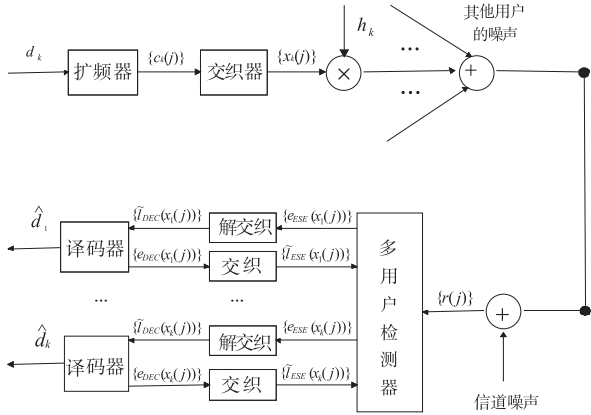 其他用户
的噪声
h_k
d_k
扩频器
{c_k(j)}
交织器
{x_k(j)}
×
...
+
...
{l̃_DEC(x_1(j))}
{e_ESE(x_1(j))}
d̂_1
译码器
解交织
{e_DEC(x_1(j))}
交织
{l̃_ESE(x_1(j))}
多用户检测器
{r(j)}
+
信道噪声
...
...
{l̃_DEC(x_k(j))}
{e_ESE(x_k(j))}
d̂_k
译码器
解交织
{e_DEC(x_k(j))}
交织
{l̃_ESE(x_k(j))}